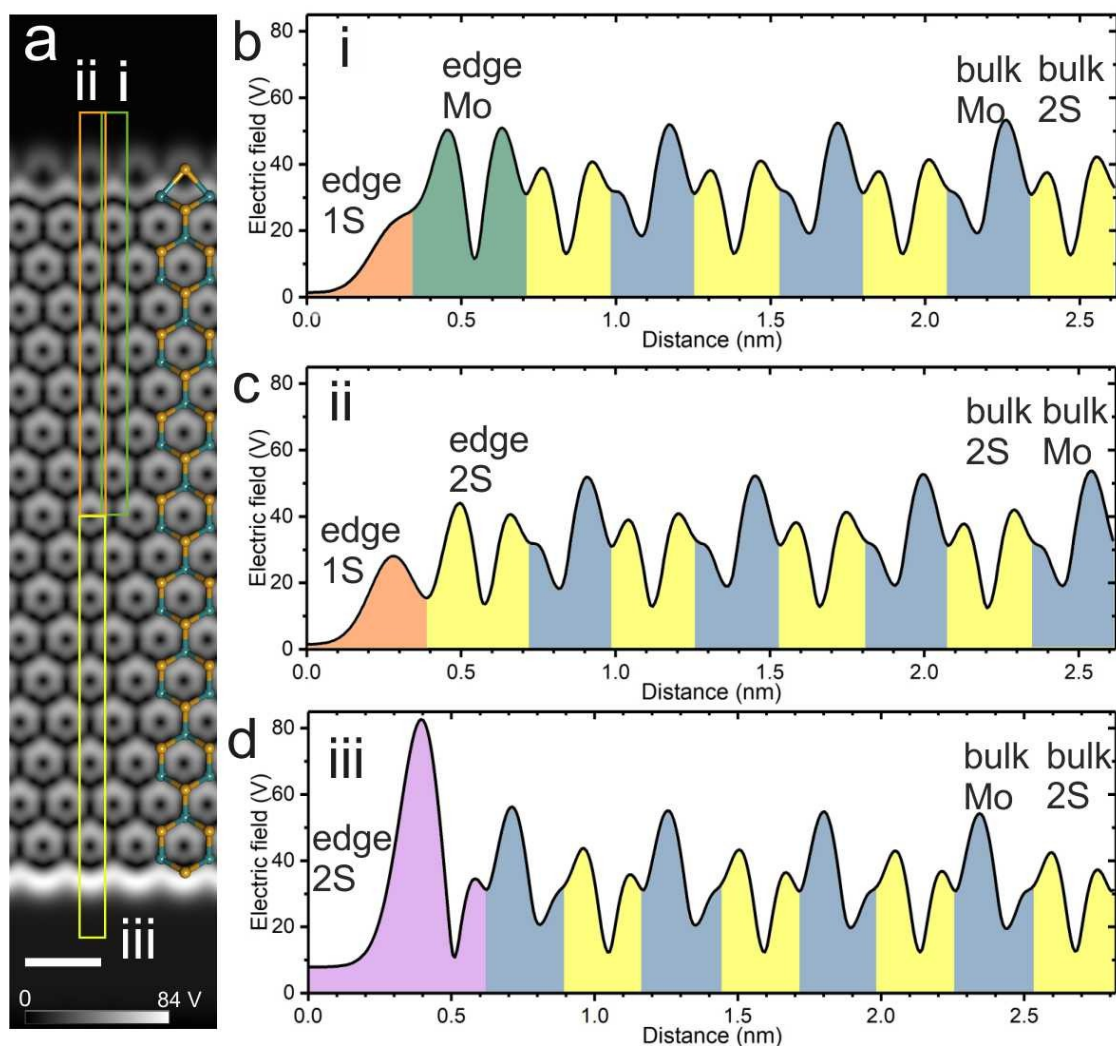 a
ii i
iii
0 84 V
b
i
edge
Mo
edge
1S
bulk bulk
Mo 2S
Electric field (V)
80
60
40
20
0
0.0 0.5 1.0 1.5 2.0 2.5
Distance (nm)
c
ii
edge
2S
edge
1S
bulk bulk
2S Mo
Electric field (V)
80
60
40
20
0
0.0 0.5 1.0 1.5 2.0 2.5
Distance (nm)
d
iii
edge
2S
bulk bulk
Mo 2S
Electric field (V)
80
60
40
20
0
0.0 0.5 1.0 1.5 2.0 2.5
Distance (nm)